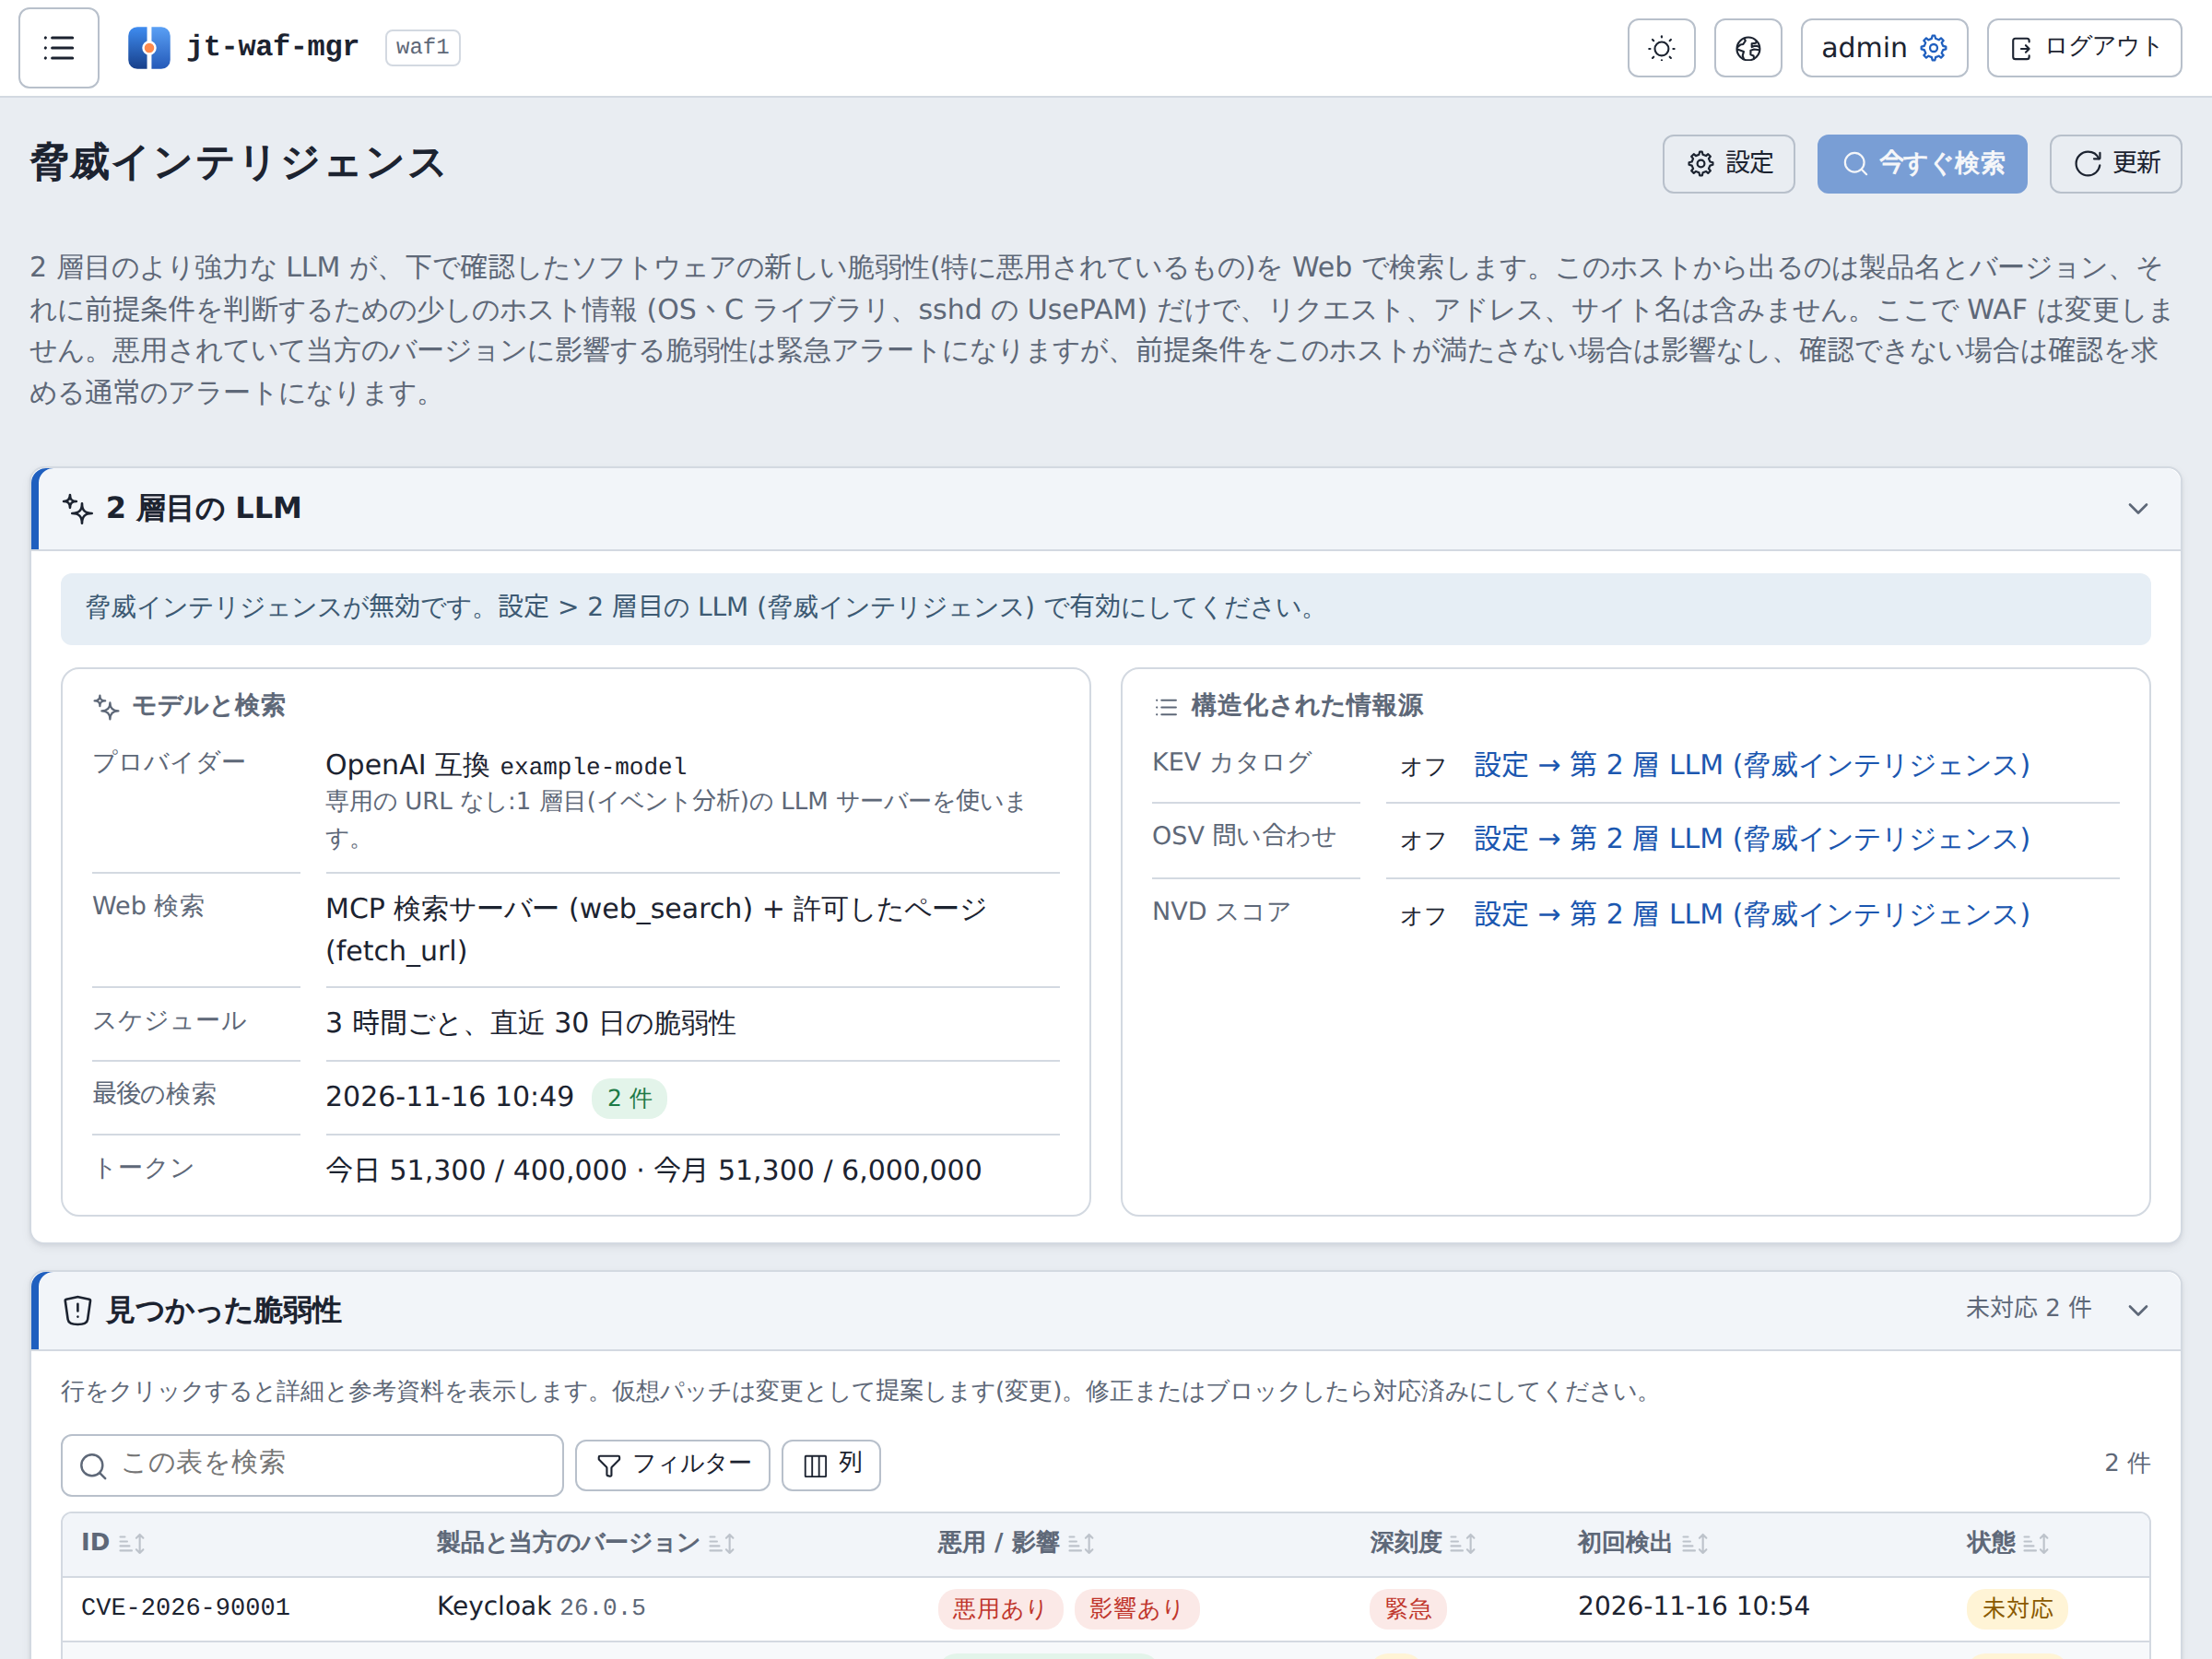 jt-waf-mgr waf1 admin ログアウト
脅威インテリジェンス 設定 今すぐ検索 更新
2 層目のより強力な LLM が、下で確認したソフトウェアの新しい脆弱性(特に悪用されているもの)を Web で検索します。このホストから出るのは製品名とバージョン、そ
れに前提条件を判断するための少しのホスト情報 (OS、C ライブラリ、sshd の UsePAM) だけで、リクエスト、アドレス、サイト名は含みません。ここで WAF は変更しま
せん。悪用されていて当方のバージョンに影響する脆弱性は緊急アラートになりますが、前提条件をこのホストが満たさない場合は影響なし、確認できない場合は確認を求
める通常のアラートになります。
2 層目の LLM
脅威インテリジェンスが無効です。設定 > 2 層目の LLM (脅威インテリジェンス) で有効にしてください。
モデルと検索
プロバイダー OpenAI 互換 example-model
専用の URL なし:1 層目(イベント分析)の LLM サーバーを使いま
す。
Web 検索 MCP 検索サーバー (web_search) + 許可したページ
(fetch_url)
スケジュール 3 時間ごと、直近 30 日の脆弱性
最後の検索 2026-11-16 10:49 2 件
トークン 今日 51,300 / 400,000 · 今月 51,300 / 6,000,000
構造化された情報源
KEV カタログ オフ 設定 → 第 2 層 LLM (脅威インテリジェンス)
OSV 問い合わせ オフ 設定 → 第 2 層 LLM (脅威インテリジェンス)
NVD スコア オフ 設定 → 第 2 層 LLM (脅威インテリジェンス)
見つかった脆弱性 未対応 2 件
行をクリックすると詳細と参考資料を表示します。仮想パッチは変更として提案します(変更)。修正またはブロックしたら対応済みにしてください。
この表を検索 フィルター 列 2 件
ID 製品と当方のバージョン 悪用 / 影響 深刻度 初回検出 状態
CVE-2026-90001 Keycloak 26.0.5 悪用あり 影響あり 緊急 2026-11-16 10:54 未対応